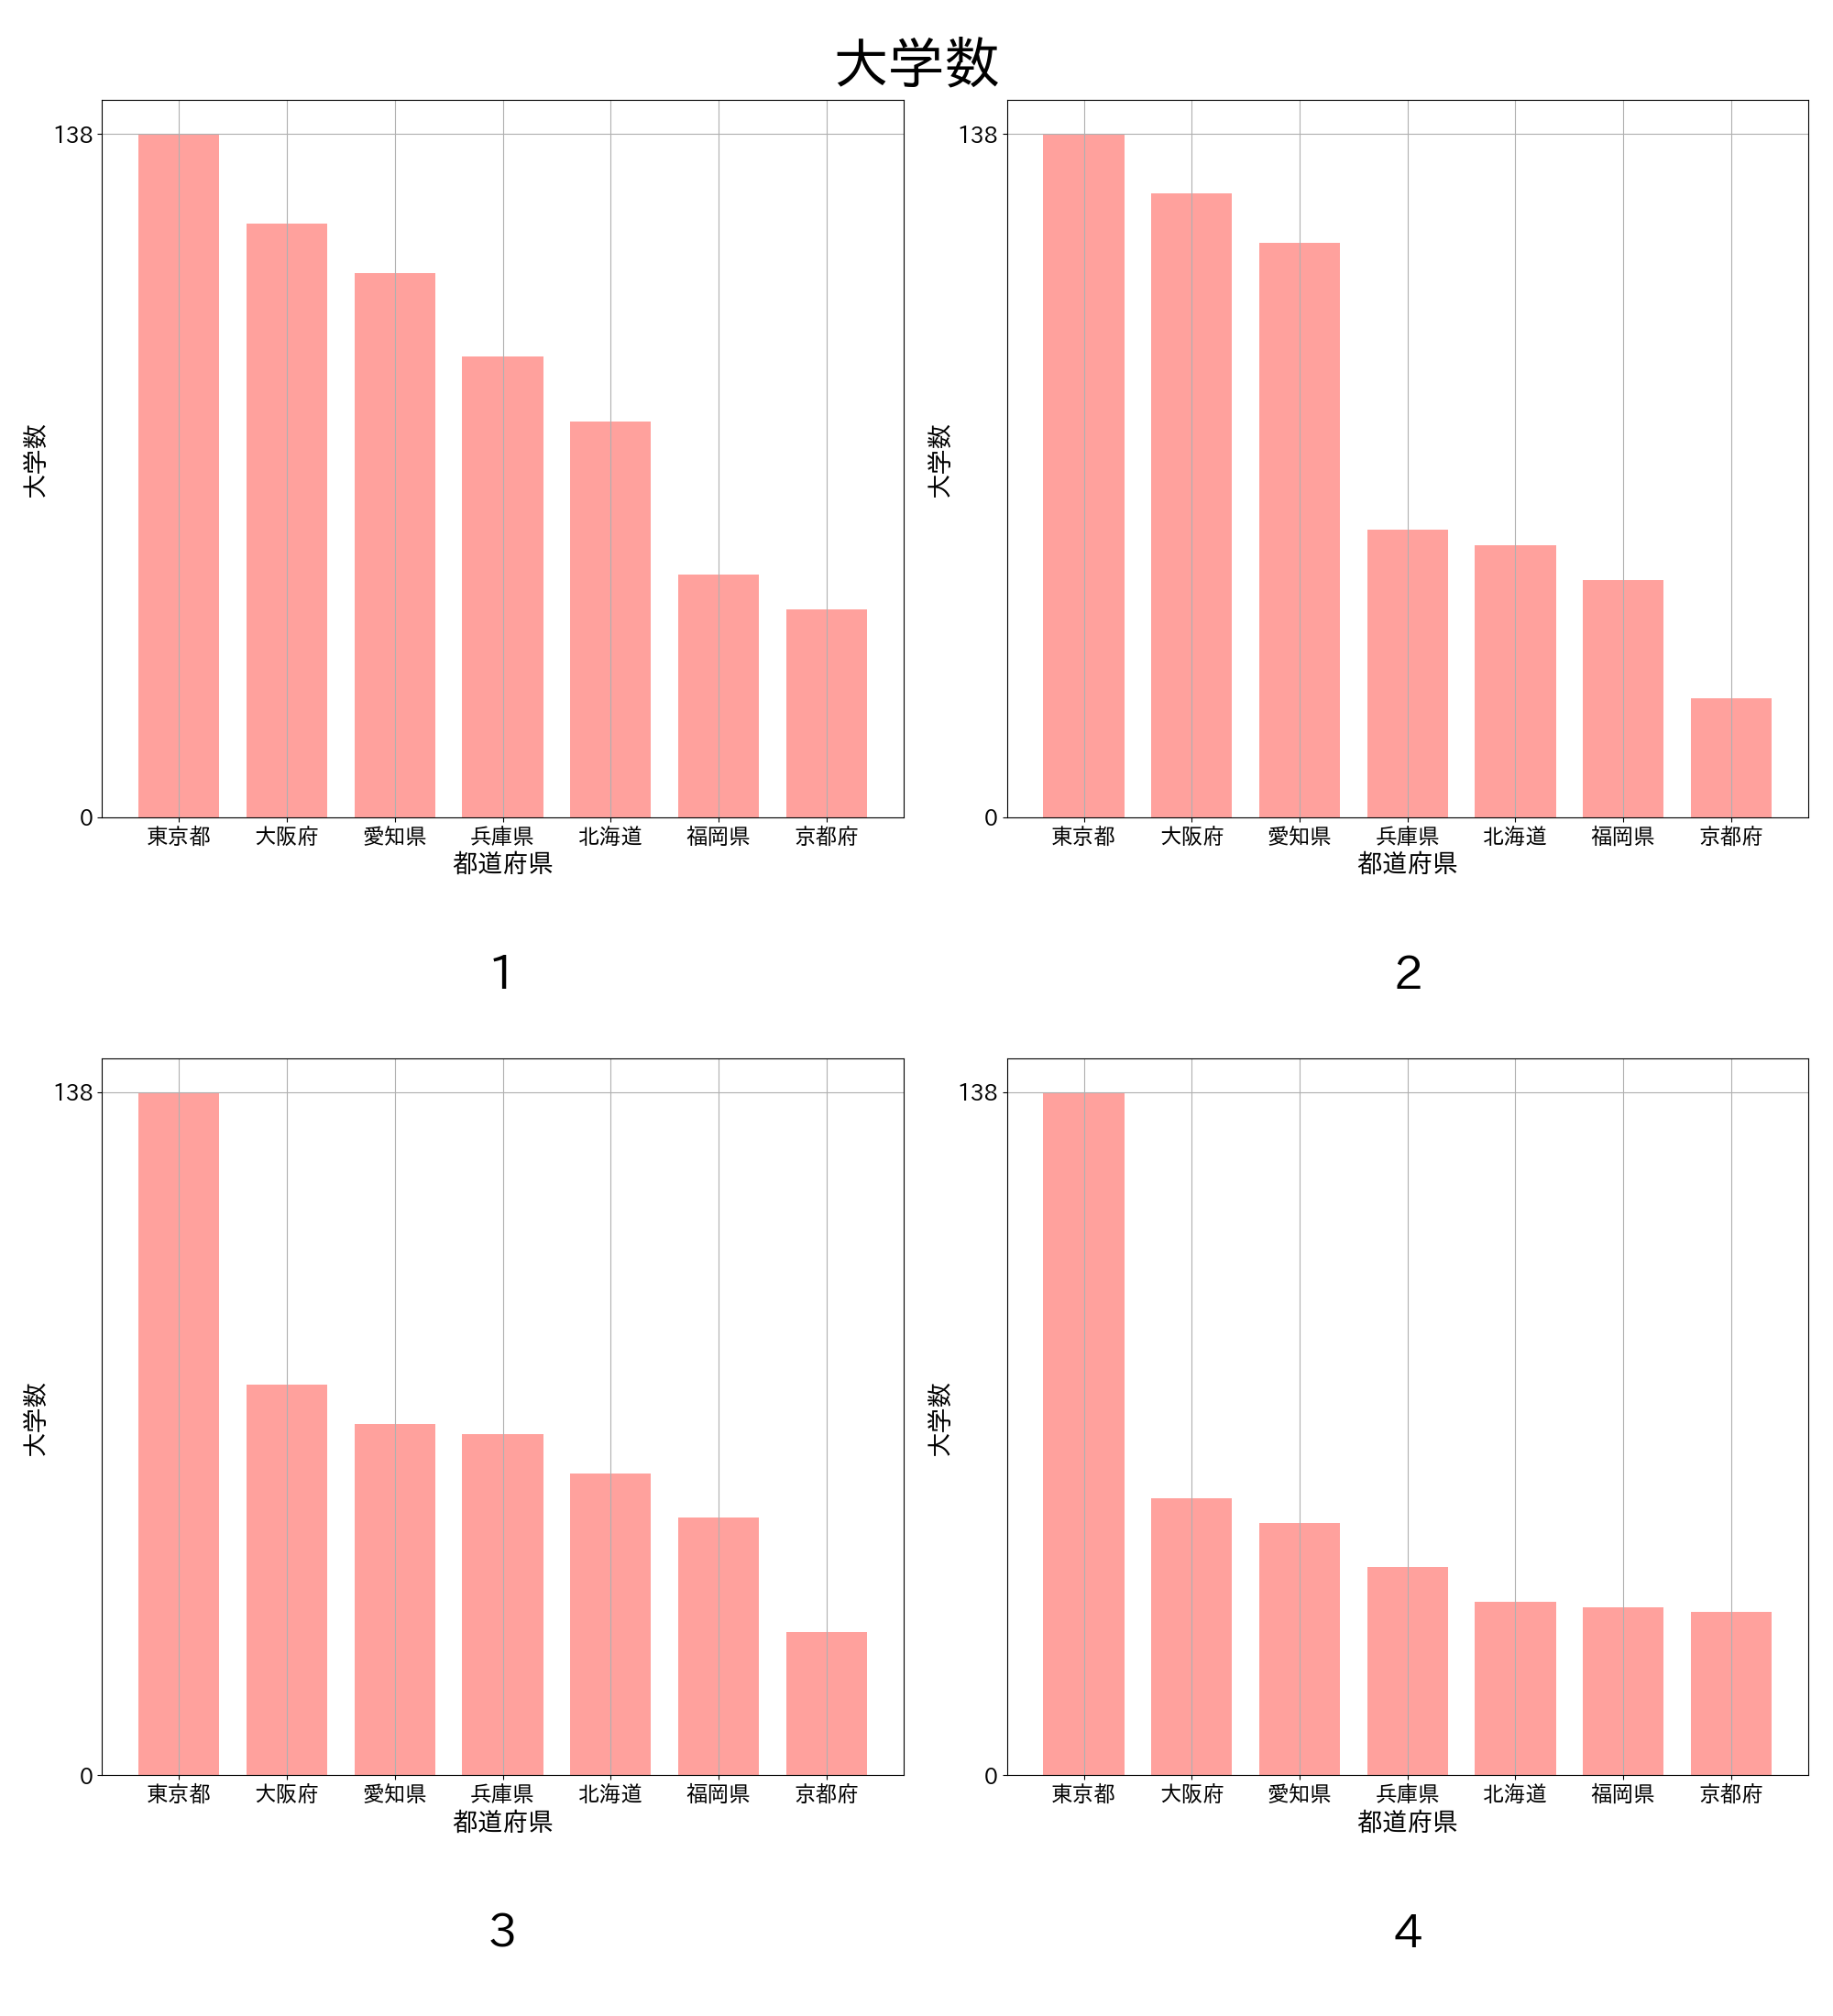 大学数
138
0
大学数
東京都 大阪府 愛知県 兵庫県 北海道 福岡県 京都府
都道府県
1
138
0
大学数
東京都 大阪府 愛知県 兵庫県 北海道 福岡県 京都府
都道府県
2
138
0
大学数
東京都 大阪府 愛知県 兵庫県 北海道 福岡県 京都府
都道府県
3
138
0
大学数
東京都 大阪府 愛知県 兵庫県 北海道 福岡県 京都府
都道府県
4